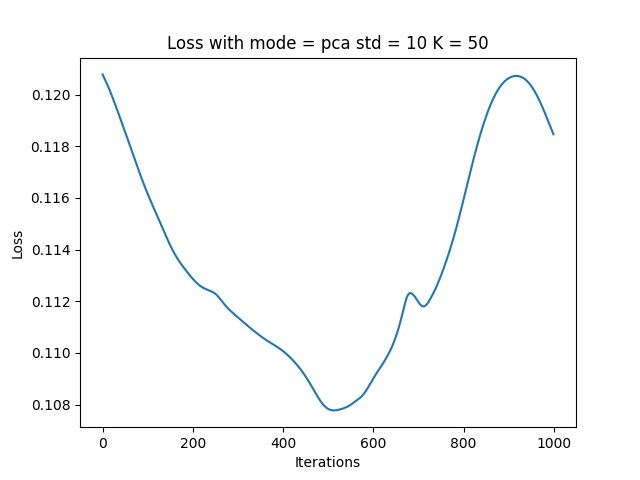 Loss with mode = pca std = 10 K = 50
0.120
0.118
0.116
0.114
0.112
0.110
0.108
Loss
0 200 400 600 800 1000
Iterations